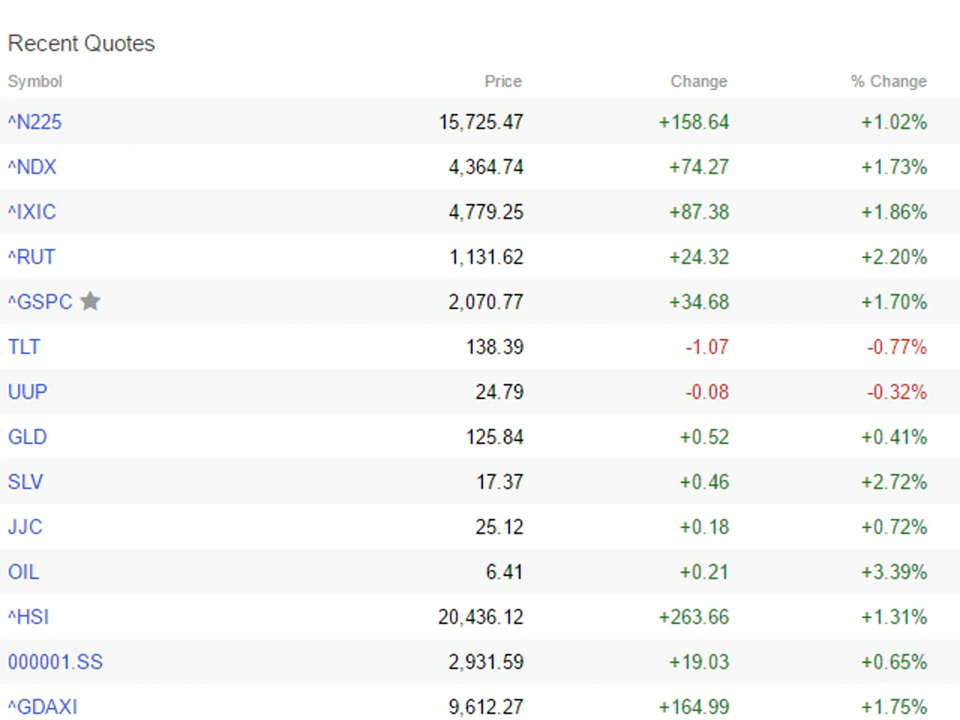 Recent Quotes
Symbol Price Change % Change
^N225 15,725.47 +158.64 +1.02%
^NDX 4,364.74 +74.27 +1.73%
^IXIC 4,779.25 +87.38 +1.86%
^RUT 1,131.62 +24.32 +2.20%
^GSPC 2,070.77 +34.68 +1.70%
TLT 138.39 -1.07 -0.77%
UUP 24.79 -0.08 -0.32%
GLD 125.84 +0.52 +0.41%
SLV 17.37 +0.46 +2.72%
JJC 25.12 +0.18 +0.72%
OIL 6.41 +0.21 +3.39%
^HSI 20,436.12 +263.66 +1.31%
000001.SS 2,931.59 +19.03 +0.65%
^GDAXI 9,612.27 +164.99 +1.75%